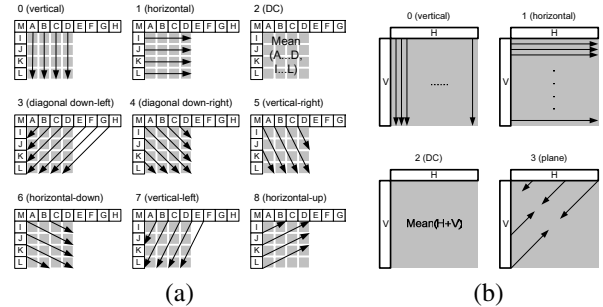 0 (vertical)
M A B C D E F G H
I
J
K
L
1 (horizontal)
M A B C D E F G H
I
J
K
L
2 (DC)
M A B C D E F G
I
J
K
L
Mean
(A...D,
I...L)
3 (diagonal down-left)
M A B C D E F G H
I
J
K
L
4 (diagonal down-right)
M A B C D E F G H
I
J
K
L
5 (vertical-right)
M A B C D E F G
I
J
K
L
6 (horizontal-down)
M A B C D E F G H
I
J
K
L
7 (vertical-left)
M A B C D E F G H
I
J
K
L
8 (horizontal-up)
M A B C D E F G
I
J
K
L
(a)
0 (vertical)
H
V
......
1 (horizontal)
H
V
2 (DC)
H
V
Mean(H+V)
3 (plane)
H
V
(b)